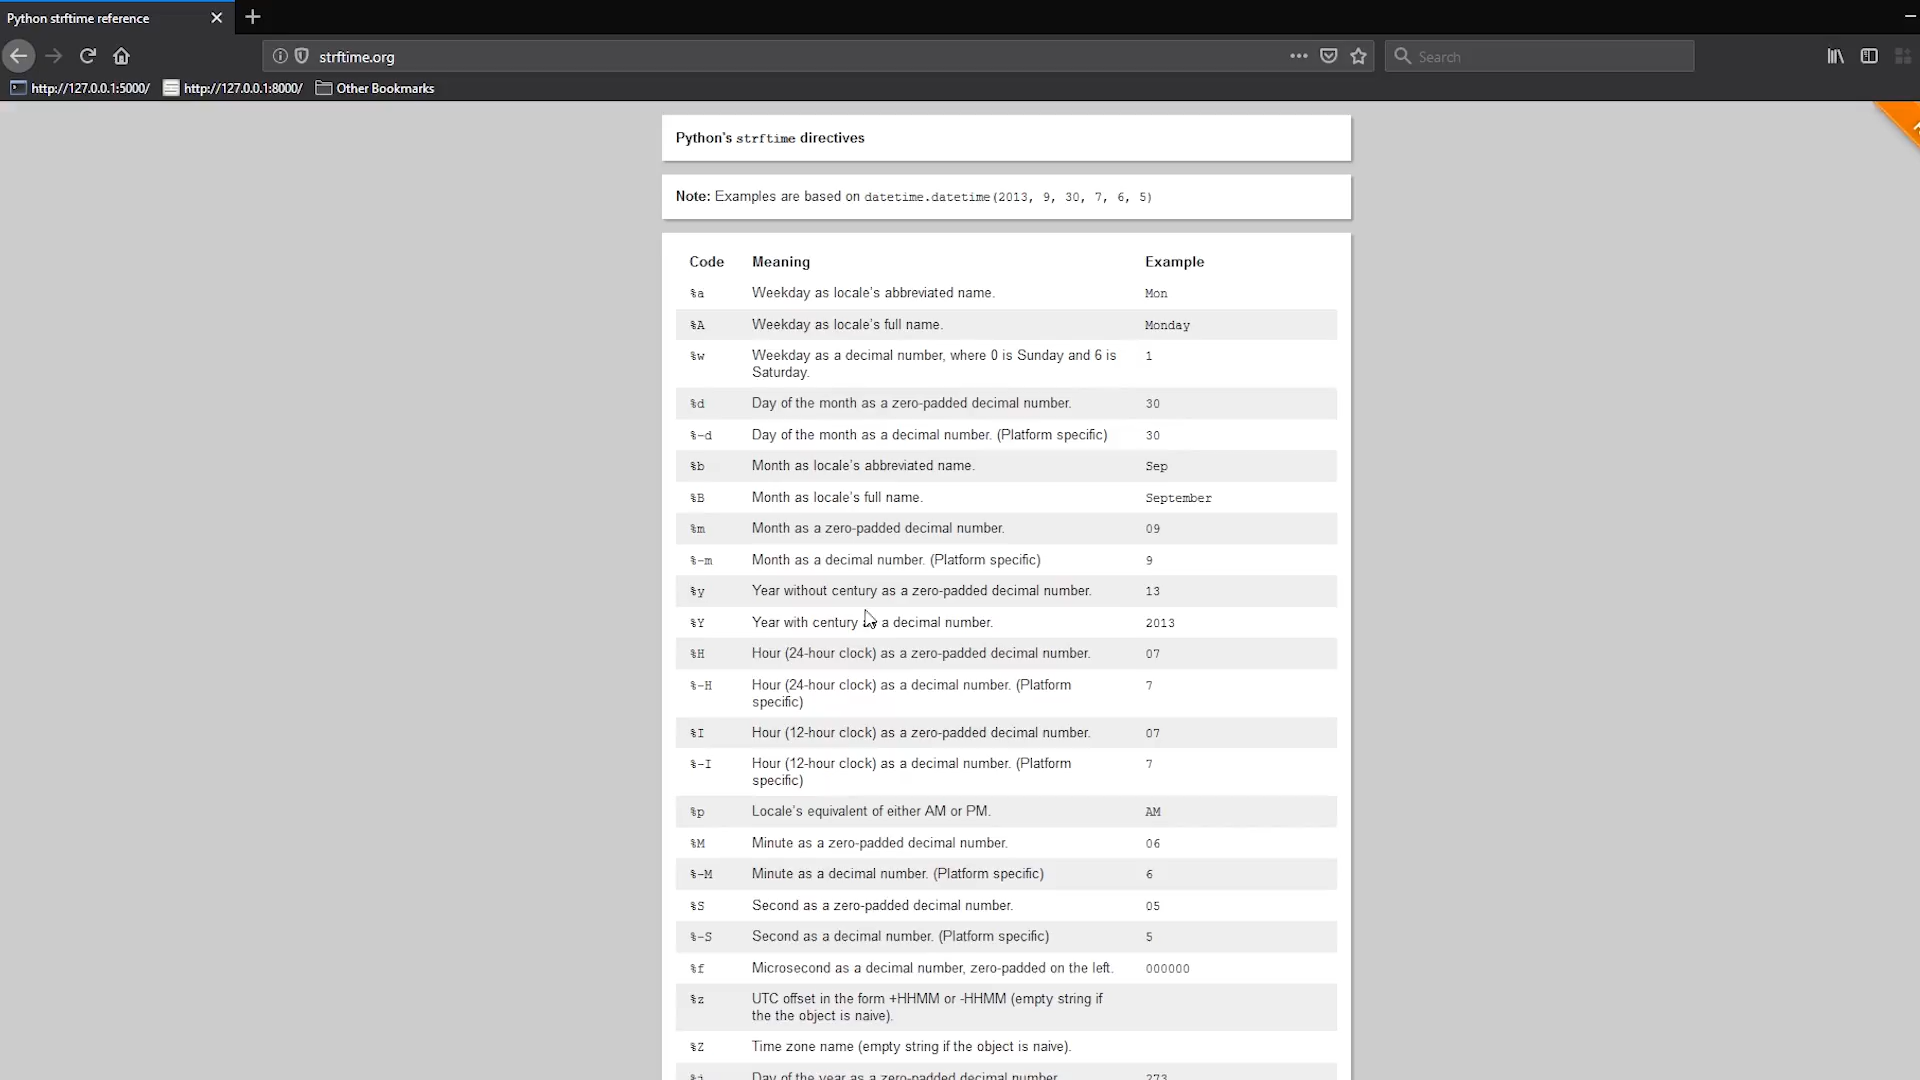 Python strftime reference
strftime.org
Search
http://127.0.0.1:5000/ http://127.0.0.1:8000/ Other Bookmarks
Python's strftime directives
Note: Examples are based on datetime.datetime(2013, 9, 30, 7, 6, 5)
Code Meaning Example
%a Weekday as locale's abbreviated name. Mon
%A Weekday as locale's full name. Monday
%w Weekday as a decimal number, where 0 is Sunday and 6 is 1
Saturday.
%d Day of the month as a zero-padded decimal number. 30
%-d Day of the month as a decimal number. (Platform specific) 30
%b Month as locale's abbreviated name. Sep
%B Month as locale's full name. September
%m Month as a zero-padded decimal number. 09
%-m Month as a decimal number. (Platform specific) 9
%y Year without century as a zero-padded decimal number. 13
%Y Year with century as a decimal number. 2013
%H Hour (24-hour clock) as a zero-padded decimal number. 07
%-H Hour (24-hour clock) as a decimal number. (Platform 7
specific)
%I Hour (12-hour clock) as a zero-padded decimal number. 07
%-I Hour (12-hour clock) as a decimal number. (Platform 7
specific)
%p Locale's equivalent of either AM or PM. AM
%M Minute as a zero-padded decimal number. 06
%-M Minute as a decimal number. (Platform specific) 6
%S Second as a zero-padded decimal number. 05
%-S Second as a decimal number. (Platform specific) 5
%f Microsecond as a decimal number, zero-padded on the left. 000000
%z UTC offset in the form +HHMM or -HHMM (empty string if
the the object is naive).
%Z Time zone name (empty string if the object is naive).
%j Day of the year as a zero-padded decimal number. 273